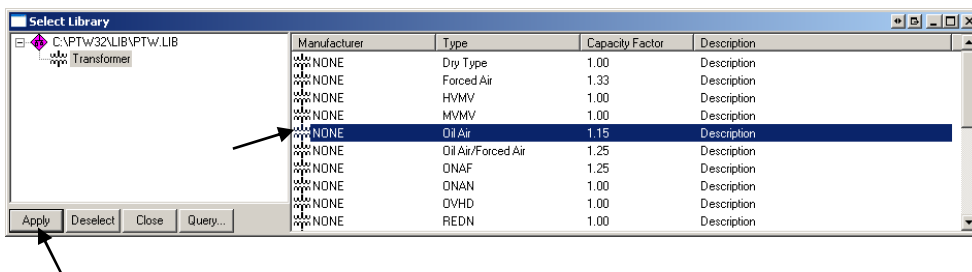 Select Library
C:\PTW32\LIB\PTW.LIB
Transformer
Manufacturer Type Capacity Factor Description
NONE Dry Type 1.00 Description
NONE Forced Air 1.33 Description
NONE HVMV 1.00 Description
NONE MVMV 1.00 Description
NONE Oil Air 1.15 Description
NONE Oil Air/Forced Air 1.25 Description
NONE ONAF 1.25 Description
NONE ONAN 1.00 Description
NONE OVHD 1.00 Description
NONE REDN 1.00 Description
Apply Deselect Close Query...